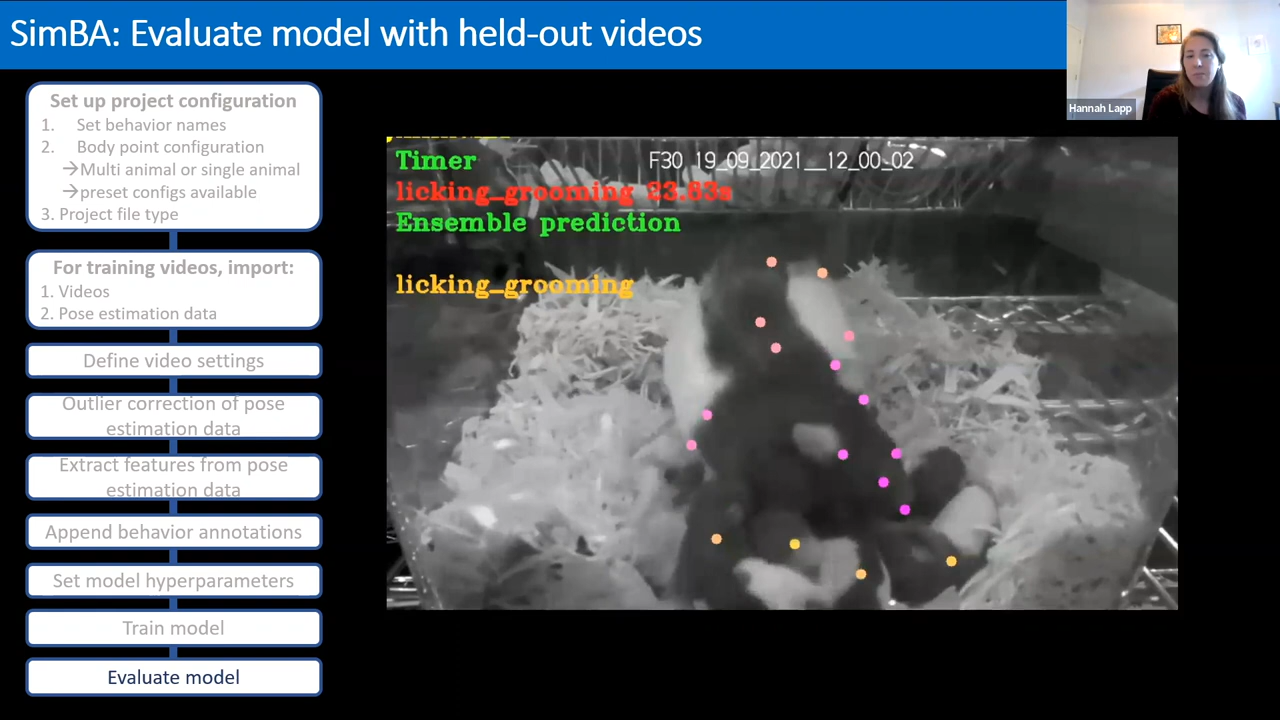 SimBA: Evaluate model with held-out videos
Hannah Lapp
Set up project configuration
1. Set behavior names
2. Body point configuration
→Multi animal or single animal
→preset configs available
3. Project file type
For training videos, import:
1. Videos
2. Pose estimation data
Define video settings
Outlier correction of pose
estimation data
Extract features from pose
estimation data
Append behavior annotations
Set model hyperparameters
Train model
Evaluate model
Timer
F30 19_09_2021__12_00_02
licking_grooming 23.63s
Ensemble prediction
licking_grooming